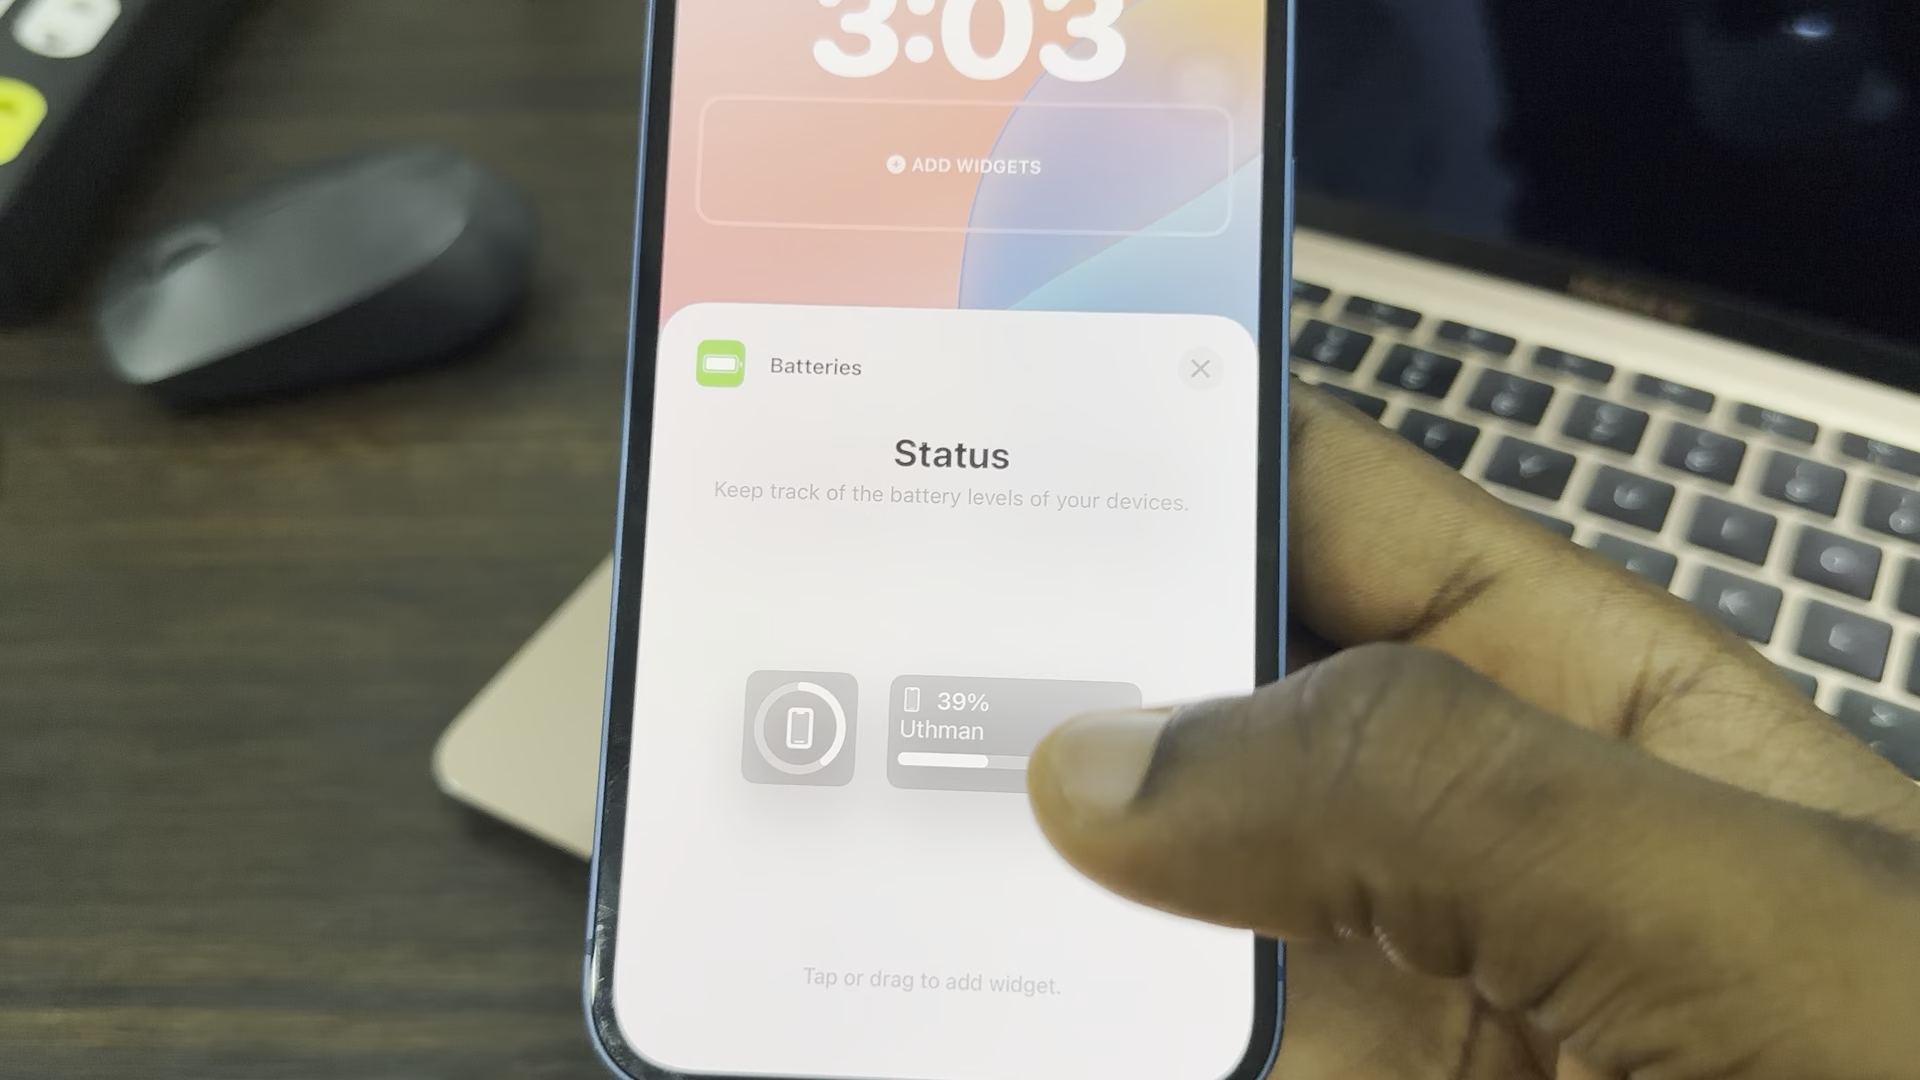 3:03
ADD WIDGETS
Batteries
Status
Keep track of the battery levels of your devices.
39%
Uthman
Tap or drag to add widget.